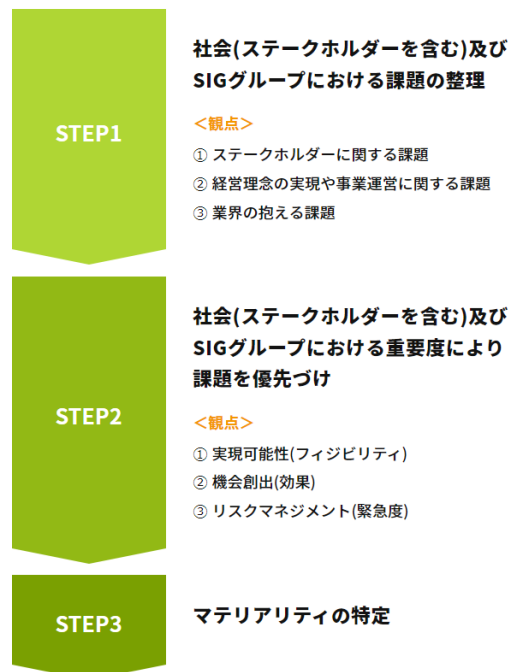 STEP1
社会(ステークホルダーを含む)及び
SIGグループにおける課題の整理
＜観点＞
① ステークホルダーに関する課題
② 経営理念の実現や事業運営に関する課題
③ 業界の抱える課題
STEP2
社会(ステークホルダーを含む)及び
SIGグループにおける重要度により
課題を優先づけ
＜観点＞
① 実現可能性(フィジビリティ)
② 機会創出(効果)
③ リスクマネジメント(緊急度)
STEP3
マテリアリティの特定